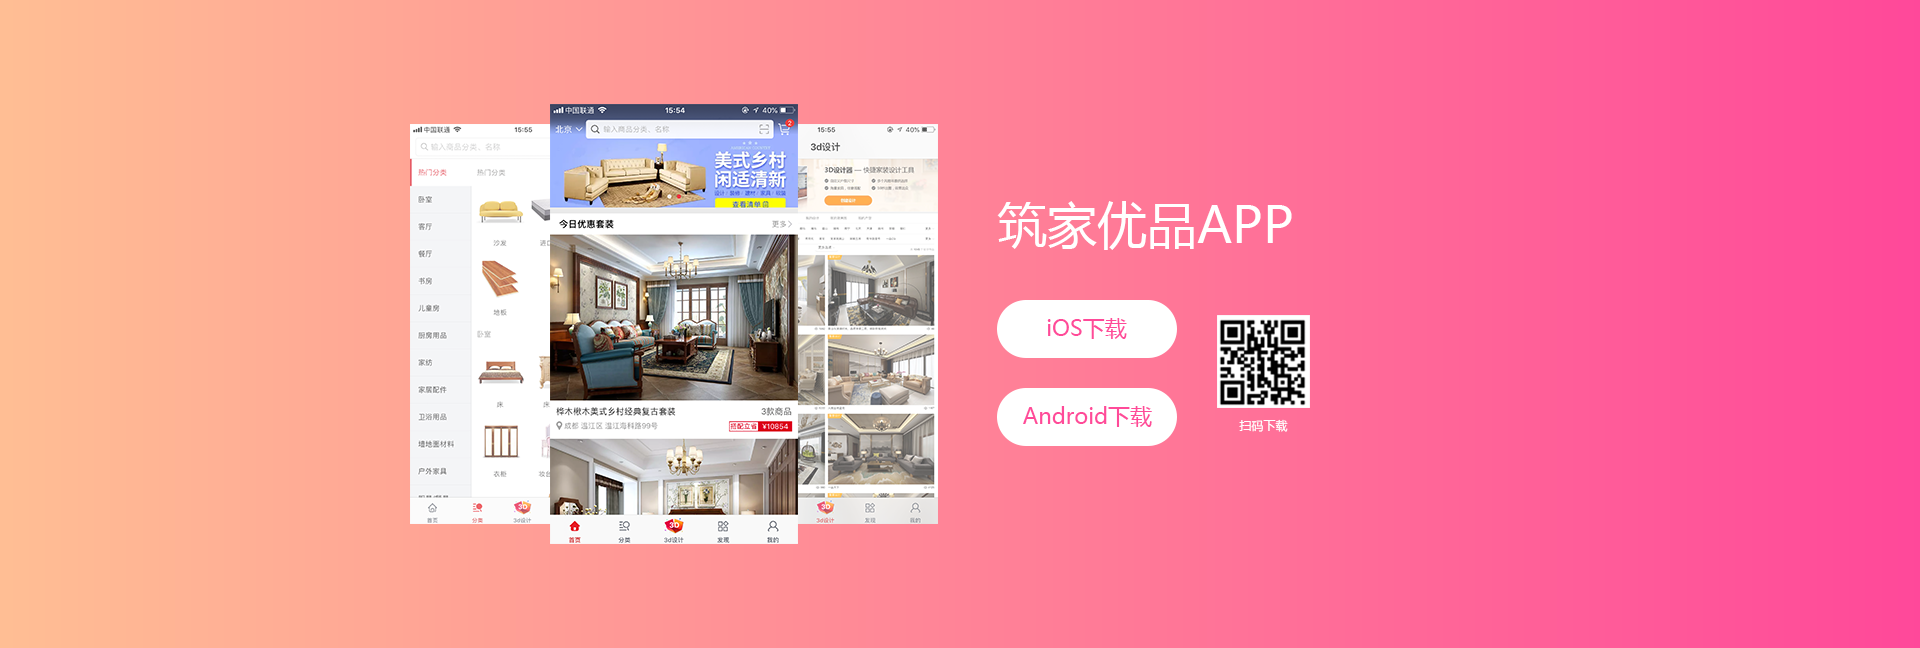 中国联通
15:55
输入商品分类、名称
热门分类
热门分类
卧室
客厅
餐厅
书房
儿童房
厨房用品
家纺
家居配件
卫浴用品
墙地面材料
户外家具
沙发
地板
卧室
床
衣柜
首页
分类
3D
3d设计
中国联通
15:54
40%
北京
输入商品分类、名称
2
美式乡村
闲适清新
查看清单
今日优惠套装
更多
桦木楸木美式乡村经典复古套装
3款商品
成都 温江区 温江海科路99号
搭配立省
¥10854
首页
分类
3D
3d设计
发现
我的
15:55
40%
3d设计
3D设计器 — 快捷家装设计工具
3D
3d设计
发现
我的
筑家优品APP
iOS下载
Android下载
扫码下载